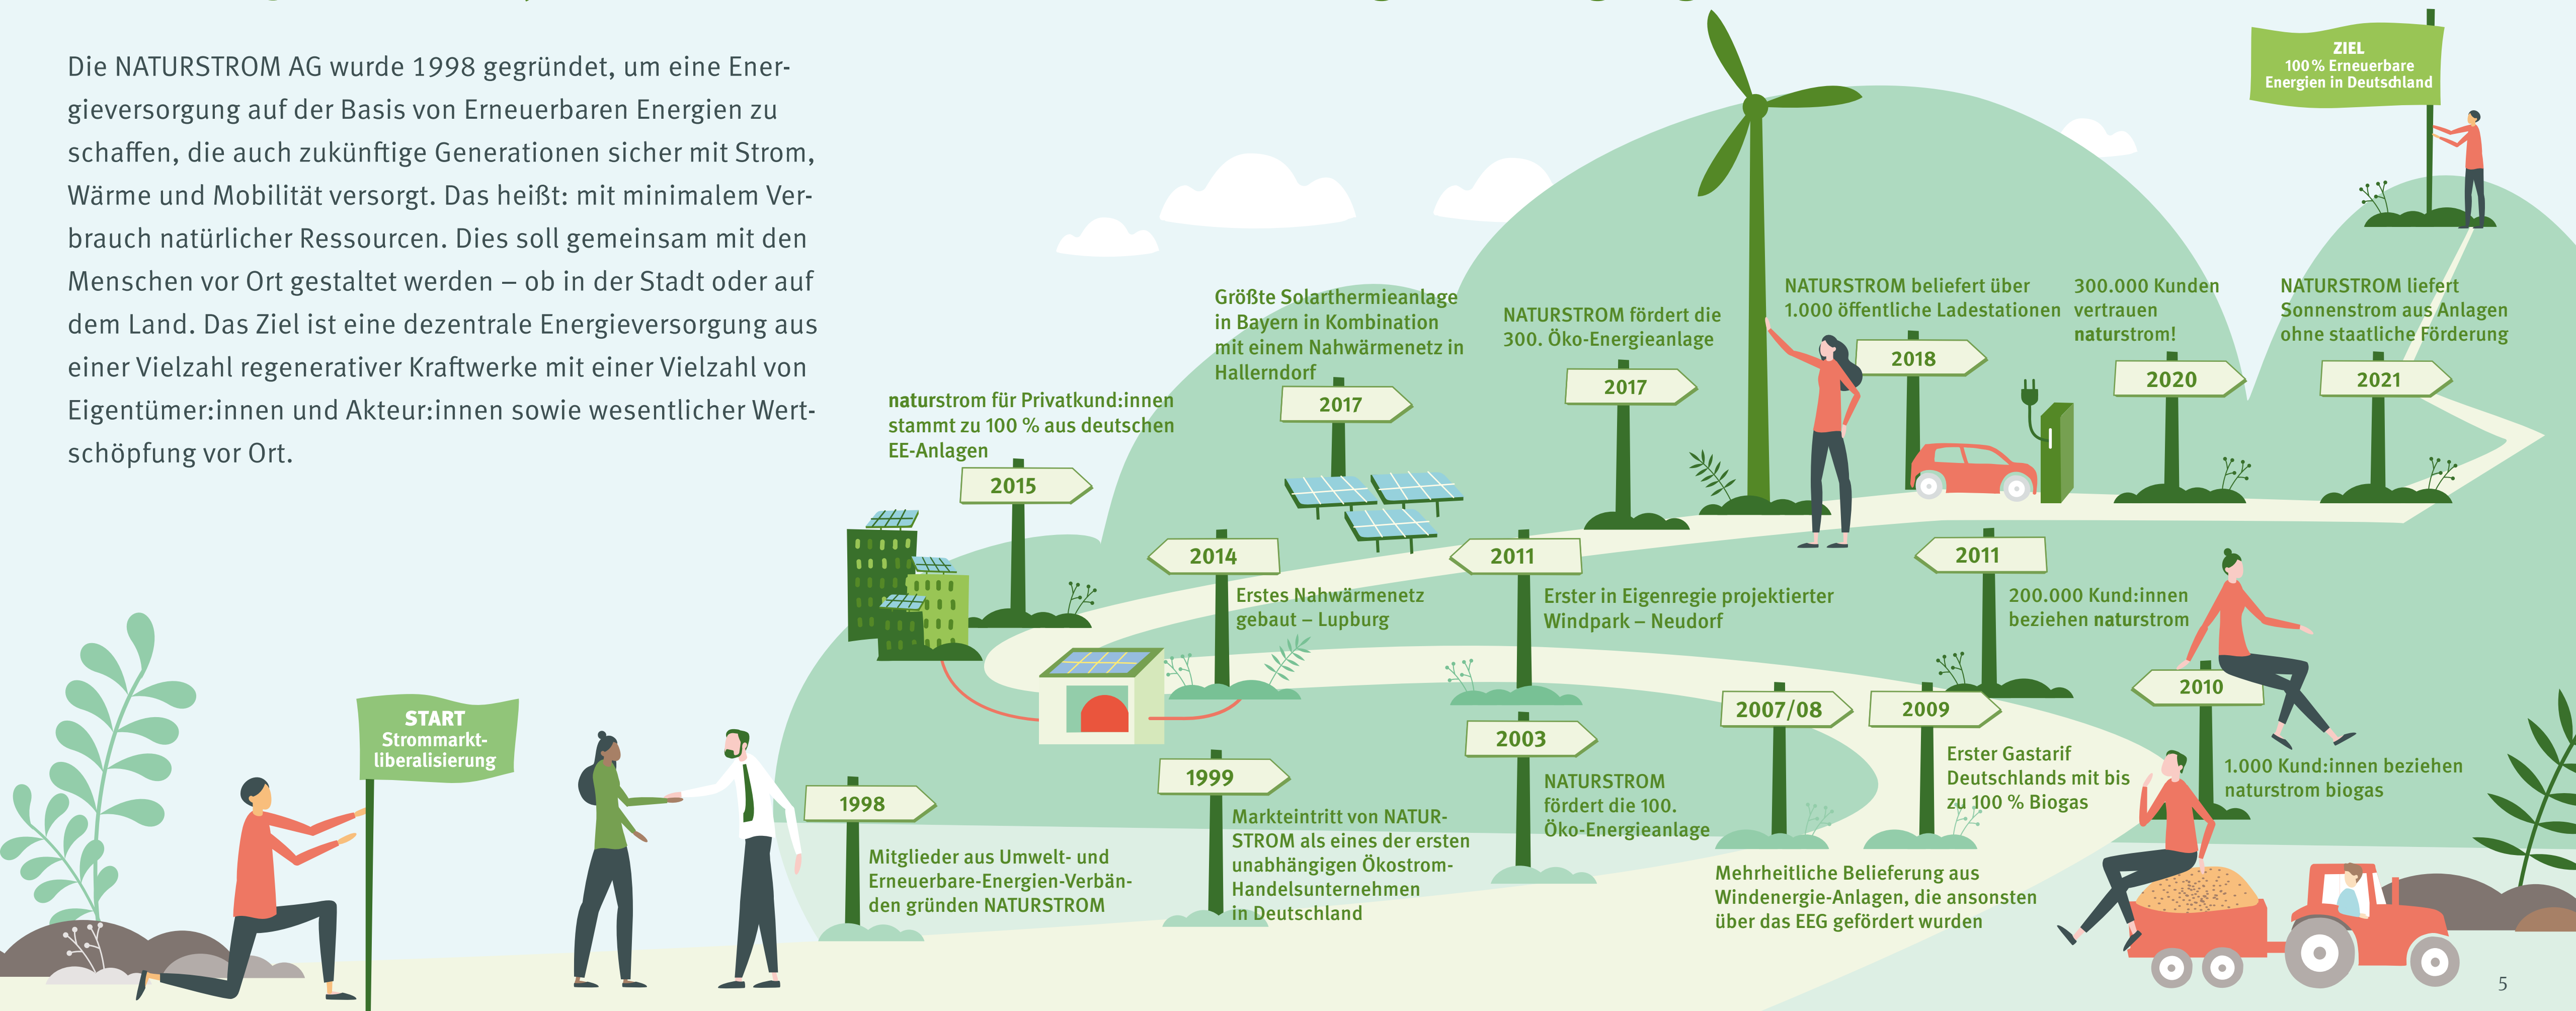 Die NATURSTROM AG wurde 1998 gegründet, um eine Ener-
gieversorgung auf der Basis von Erneuerbaren Energien zu
schaffen, die auch zukünftige Generationen sicher mit Strom,
Wärme und Mobilität versorgt. Das heißt: mit minimalem Ver-
brauch natürlicher Ressourcen. Dies soll gemeinsam mit den
Menschen vor Ort gestaltet werden – ob in der Stadt oder auf
dem Land. Das Ziel ist eine dezentrale Energieversorgung aus
einer Vielzahl regenerativer Kraftwerke mit einer Vielzahl von
Eigentümer:innen und Akteur:innen sowie wesentlicher Wert-
schöpfung vor Ort.
START
Strommarkt-
liberalisierung
1998
Mitglieder aus Umwelt- und
Erneuerbare-Energien-Verbän-
den gründen NATURSTROM
1999
Markteintritt von NATUR-
STROM als eines der ersten
unabhängigen Ökostrom-
Handelsunternehmen
in Deutschland
2003
NATURSTROM
fördert die 100.
Öko-Energieanlage
2007/08
Mehrheitliche Belieferung aus
Windenergie-Anlagen, die ansonsten
über das EEG gefördert wurden
2009
Erster Gastarif
Deutschlands mit bis
zu 100 % Biogas
2010
1.000 Kund:innen beziehen
naturstrom biogas
2011
200.000 Kund:innen
beziehen naturstrom
2011
Erster in Eigenregie projektierter
Windpark – Neudorf
2014
Erstes Nahwärmenetz
gebaut – Lupburg
naturstrom für Privatkund:innen
stammt zu 100 % aus deutschen
EE-Anlagen
2015
Größte Solarthermieanlage
in Bayern in Kombination
mit einem Nahwärmenetz in
Hallerndorf
2017
NATURSTROM fördert die
300. Öko-Energieanlage
2017
NATURSTROM beliefert über
1.000 öffentliche Ladestationen
2018
300.000 Kunden
vertrauen
naturstrom!
2020
NATURSTROM liefert
Sonnenstrom aus Anlagen
ohne staatliche Förderung
2021
ZIEL
100 % Erneuerbare
Energien in Deutschland
5